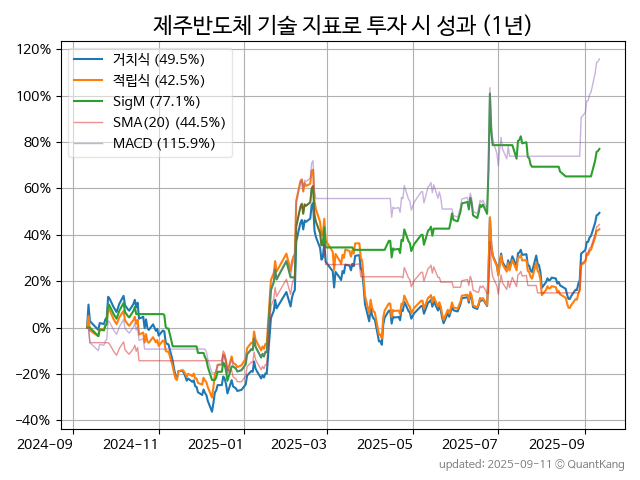 제주반도체 기술 지표로 투자 시 성과 (1년)
120%
100%
80%
60%
40%
20%
0%
−20%
−40%
거치식 (49.5%)
적립식 (42.5%)
SigM (77.1%)
SMA(20) (44.5%)
MACD (115.9%)
2024-09 2024-11 2025-01 2025-03 2025-05 2025-07 2025-09
updated: 2025-09-11 © QuantKang